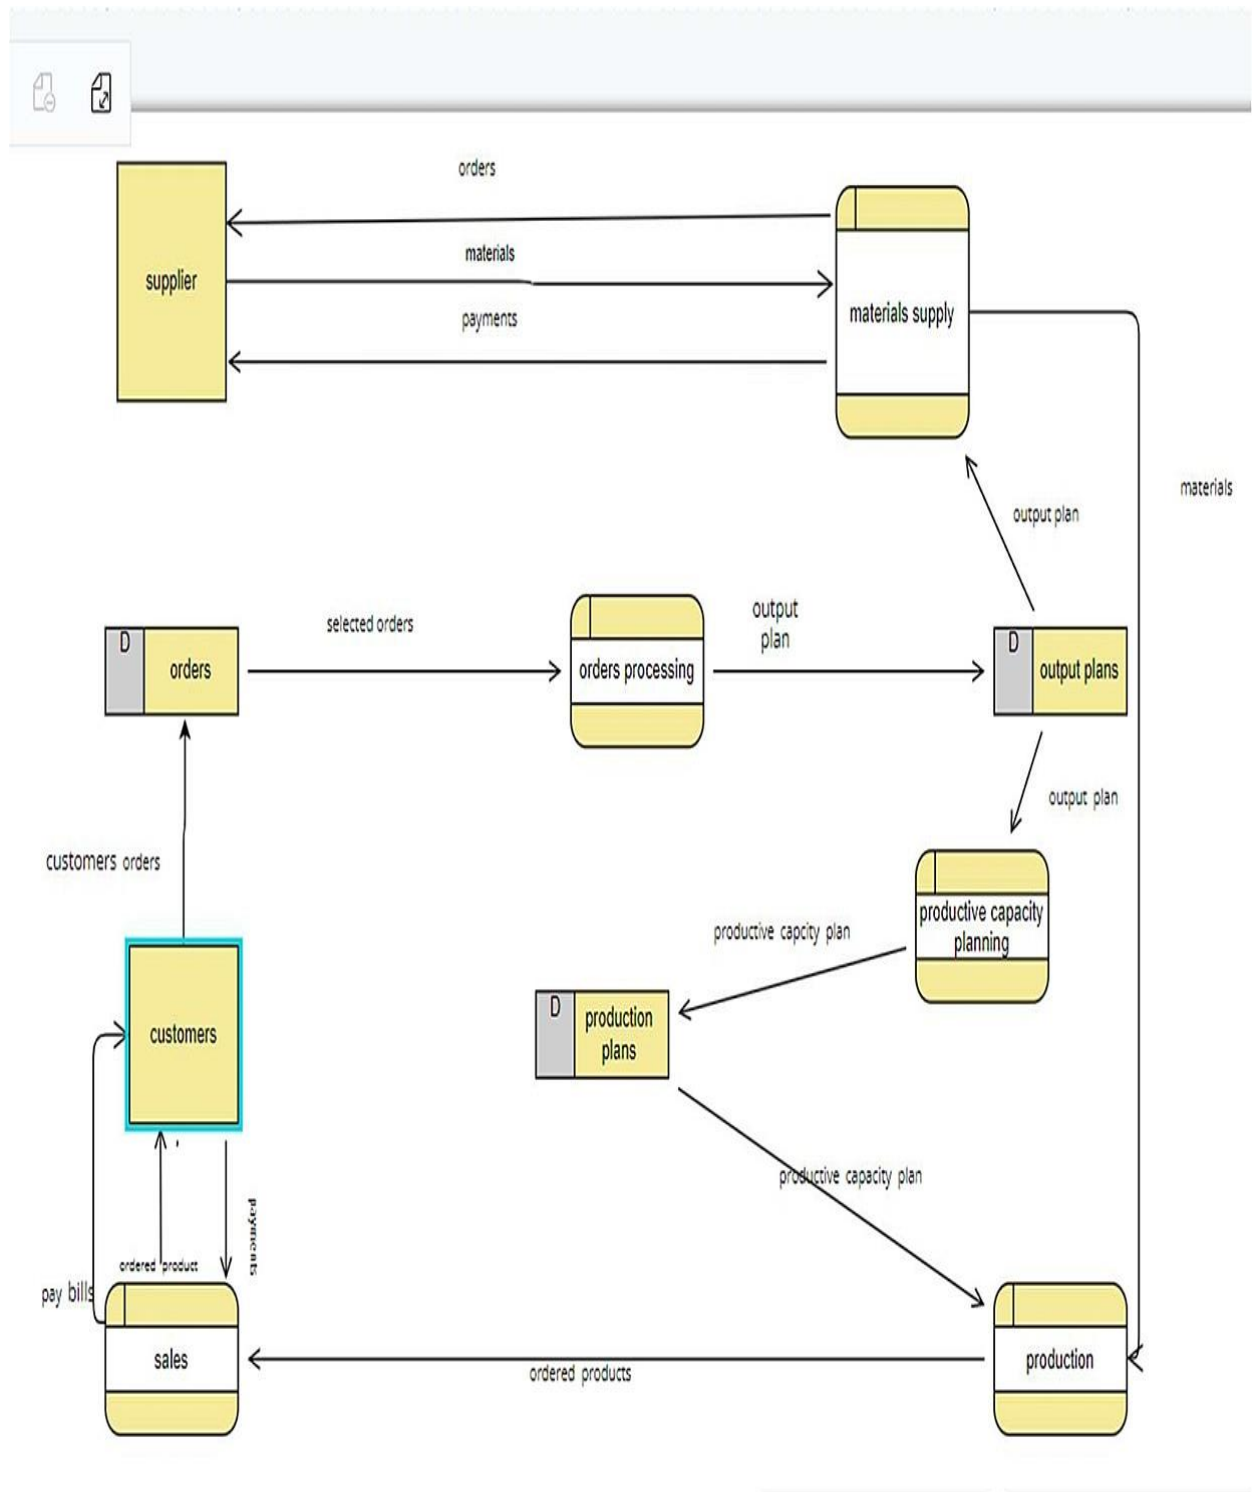 orders
materials
payments
supplier
materials supply
materials
output plan
selected orders
output
plan
D
orders
orders processing
D
output plans
output plan
customers orders
productive capacity
planning
productive capcity plan
D
production
plans
customers
productive capacity plan
payments
ordered product
pay bills
sales
ordered products
production